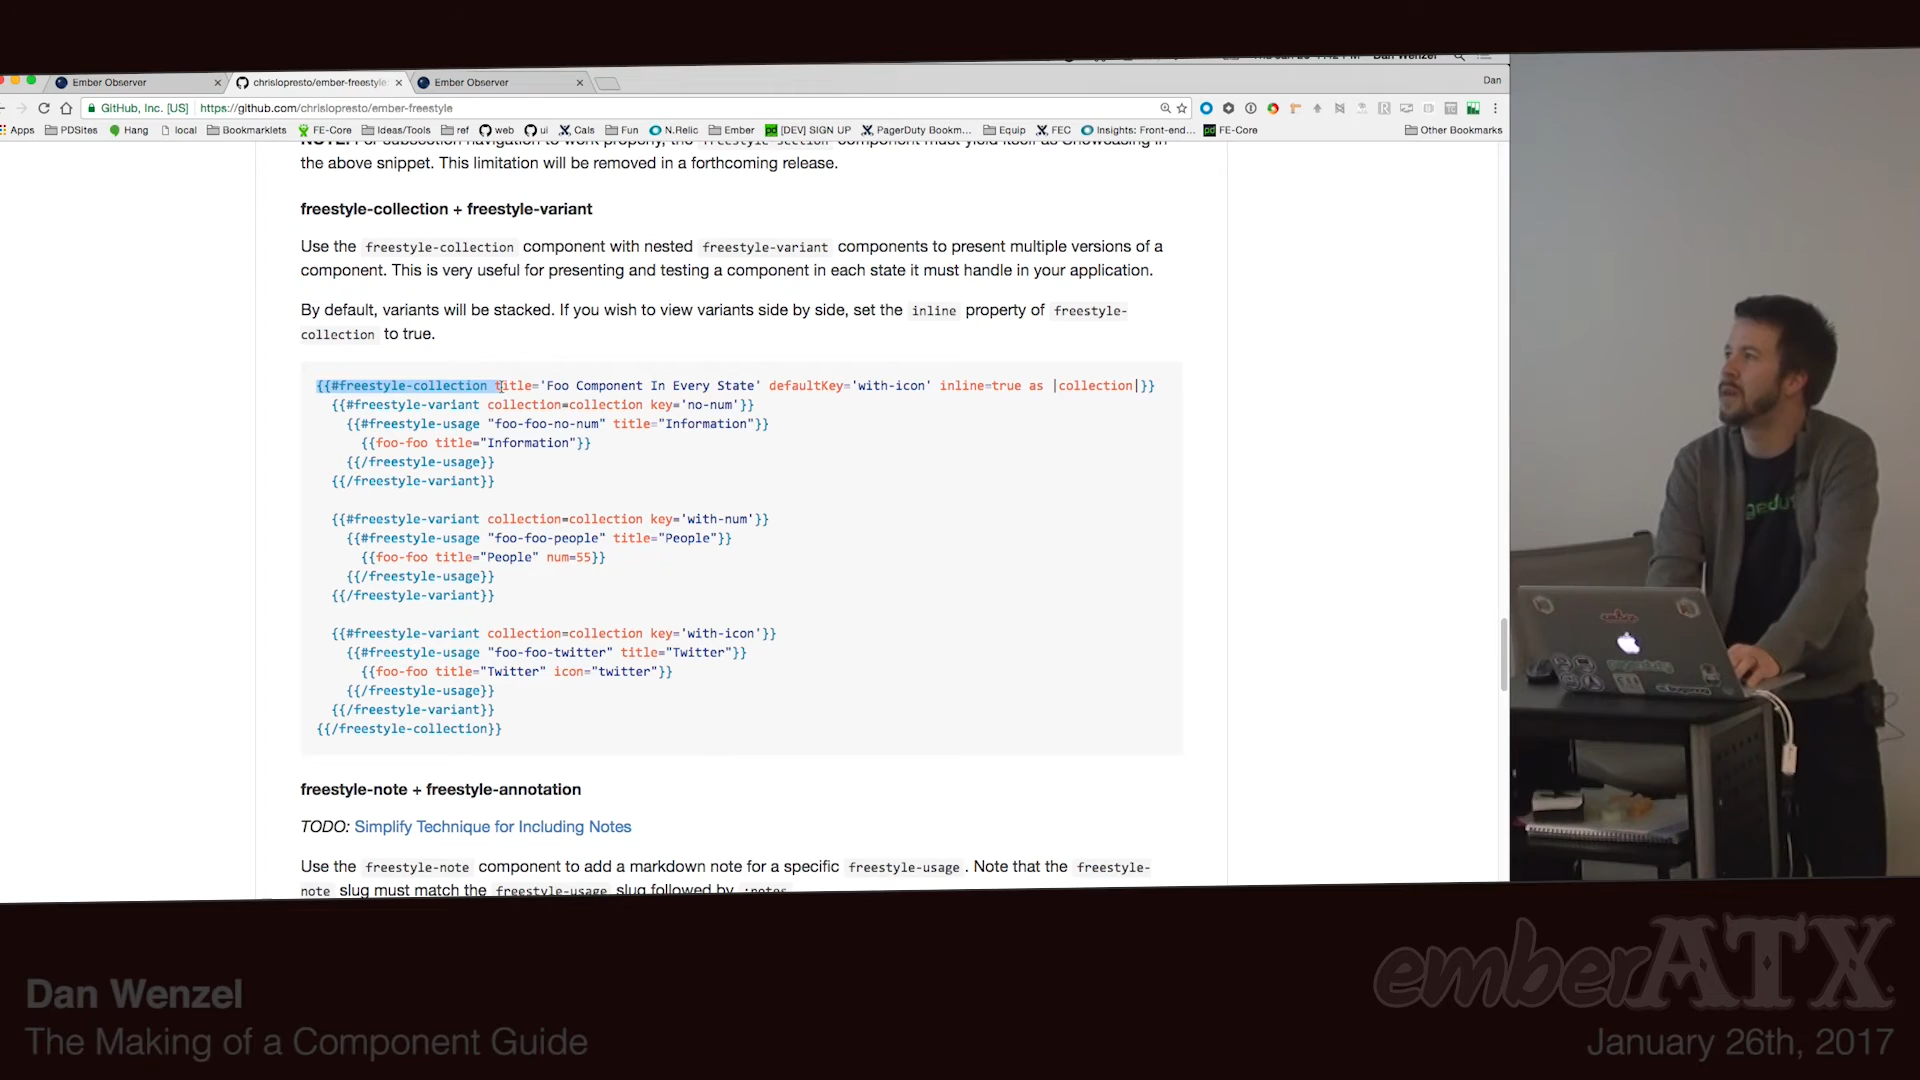 Dan Wenzel
Ember Observer
chrislopresto/ember-freestyle
Ember Observer
Dan
GitHub, Inc. [US]
https://github.com/chrislopresto/ember-freestyle
Apps
PDSites
Hang
local
Bookmarklets
FE-Core
Ideas/Tools
ref
web
ui
Cals
Fun
N.Relic
Ember
[DEV] SIGN UP
PagerDuty Bookm...
Equip
FEC
Insights: Front-end...
FE-Core
Other Bookmarks
the above snippet. This limitation will be removed in a forthcoming release.
freestyle-collection + freestyle-variant
Use the freestyle-collection component with nested freestyle-variant components to present multiple versions of a
component. This is very useful for presenting and testing a component in each state it must handle in your application.
By default, variants will be stacked. If you wish to view variants side by side, set the inline property of freestyle-
collection to true.
{{#freestyle-collection title='Foo Component In Every State' defaultKey='with-icon' inline=true as |collection|}}
{{#freestyle-variant collection=collection key='no-num'}}
{{#freestyle-usage "foo-foo-no-num" title="Information"}}
{{foo-foo title="Information"}}
{{/freestyle-usage}}
{{/freestyle-variant}}
{{#freestyle-variant collection=collection key='with-num'}}
{{#freestyle-usage "foo-foo-people" title="People"}}
{{foo-foo title="People" num=55}}
{{/freestyle-usage}}
{{/freestyle-variant}}
{{#freestyle-variant collection=collection key='with-icon'}}
{{#freestyle-usage "foo-foo-twitter" title="Twitter"}}
{{foo-foo title="Twitter" icon="twitter"}}
{{/freestyle-usage}}
{{/freestyle-variant}}
{{/freestyle-collection}}
freestyle-note + freestyle-annotation
TODO: Simplify Technique for Including Notes
Use the freestyle-note component to add a markdown note for a specific freestyle-usage . Note that the freestyle-
note slug must match the freestyle-usage slug followed by :notes
Dan Wenzel
The Making of a Component Guide
emberATX
January 26th, 2017